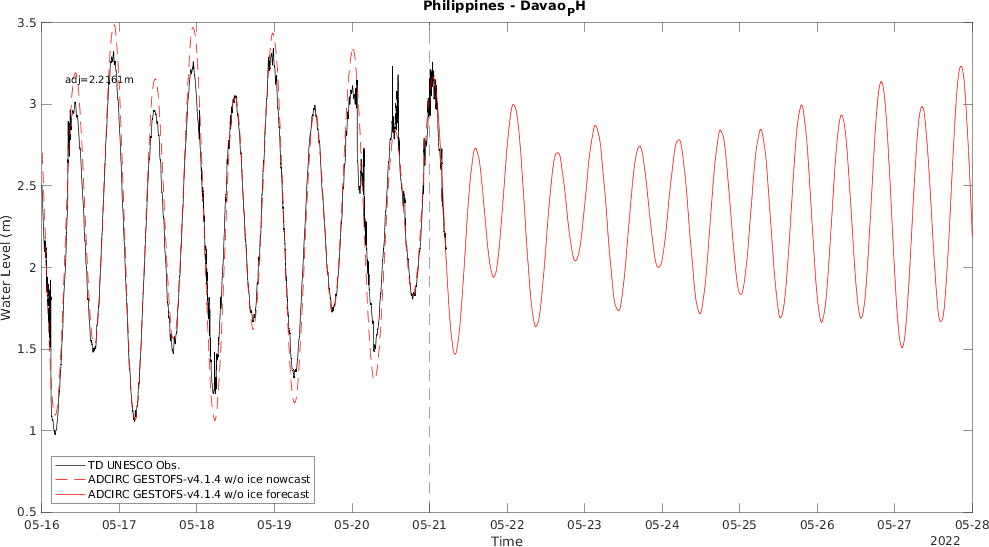 Philippines - DavaopH
3.5
3
2.5
2
1.5
1
0.5
Water Level (m)
adj=2.2161m
TD UNESCO Obs.
ADCIRC GESTOFS-v4.1.4 w/o ice nowcast
ADCIRC GESTOFS-v4.1.4 w/o ice forecast
05-16 05-17 05-18 05-19 05-20 05-21 05-22 05-23 05-24 05-25 05-26 05-27 05-28
Time
2022